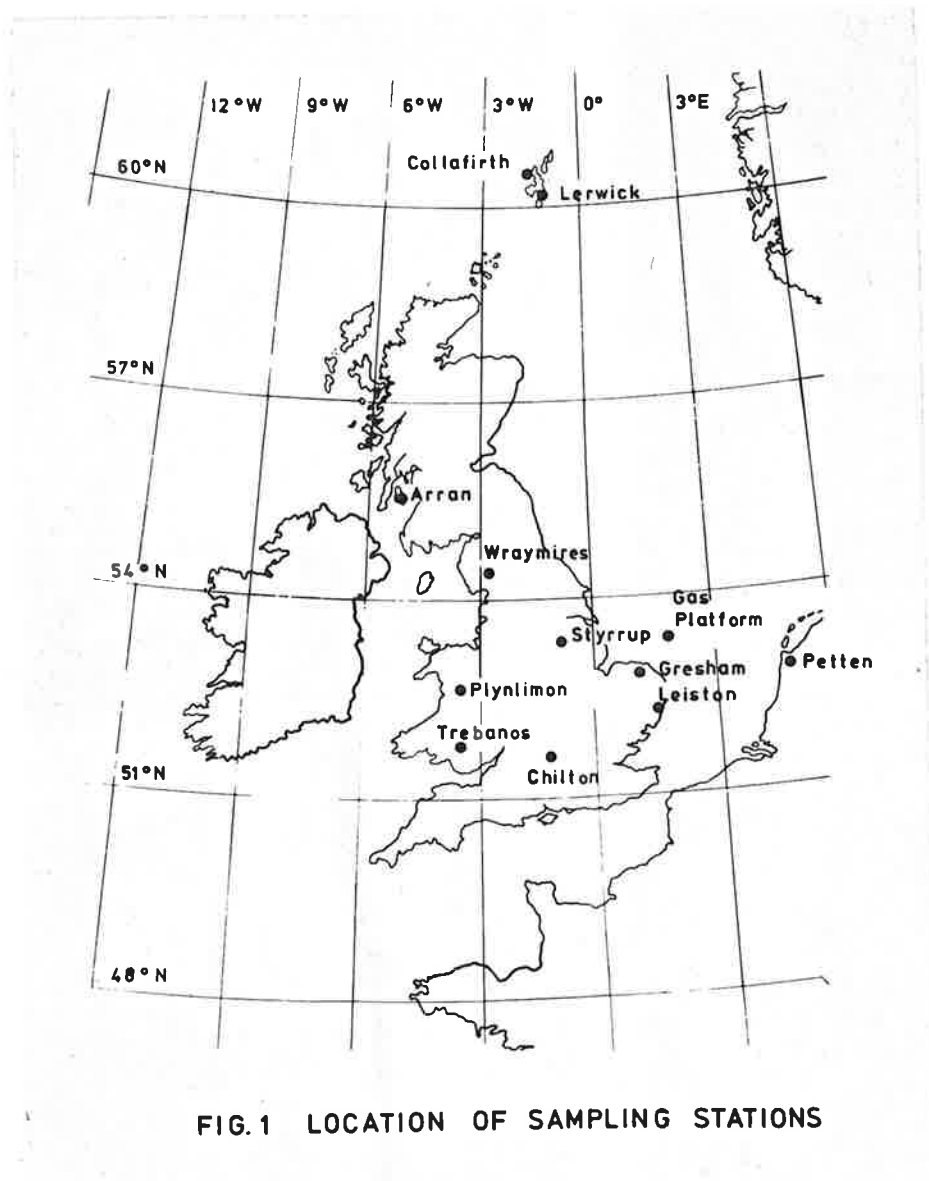 12°W 9°W 6°W 3°W 0° 3°E
60°N
Collafirth
Lerwick
57°N
Arran
Wraymires
54° N
Gas
Platform
Styrrup
Petten
Gresham
Plynlimon
Leiston
Trebanos
Chilton
51°N
48°N
FIG.1 LOCATION OF SAMPLING STATIONS